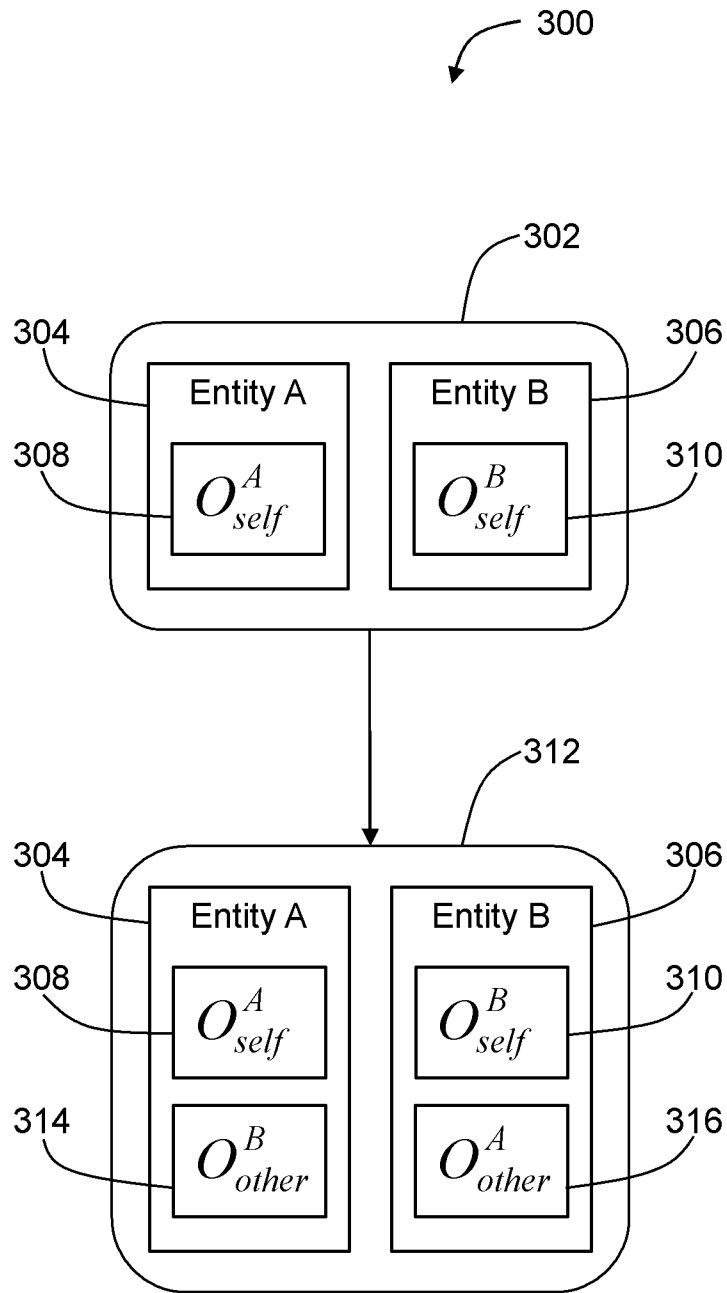 300
302
304
306
Entity A
Entity B
308
310
O^A_self
O^B_self
312
304
306
Entity A
Entity B
308
310
O^A_self
O^B_self
314
316
O^B_other
O^A_other